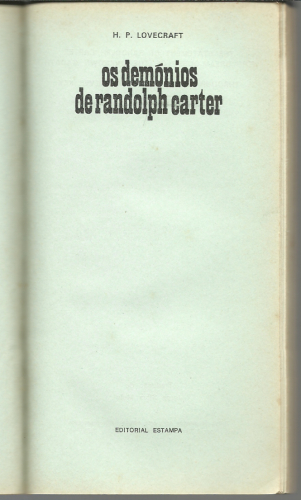 H. P. LOVECRAFT
os demónios
de randolph carter
EDITORIAL ESTAMPA